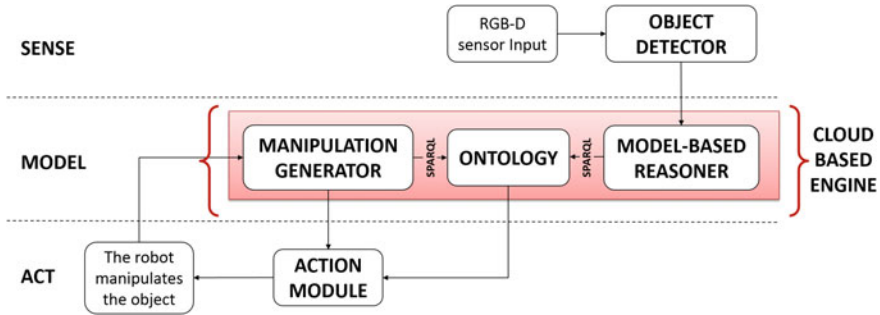 SENSE
RGB-D
sensor Input
OBJECT
DETECTOR
MODEL
MANIPULATION
GENERATOR
SPARQL
ONTOLOGY
SPARQL
MODEL-BASED
REASONER
CLOUD
BASED
ENGINE
ACT
The robot
manipulates
the object
ACTION
MODULE